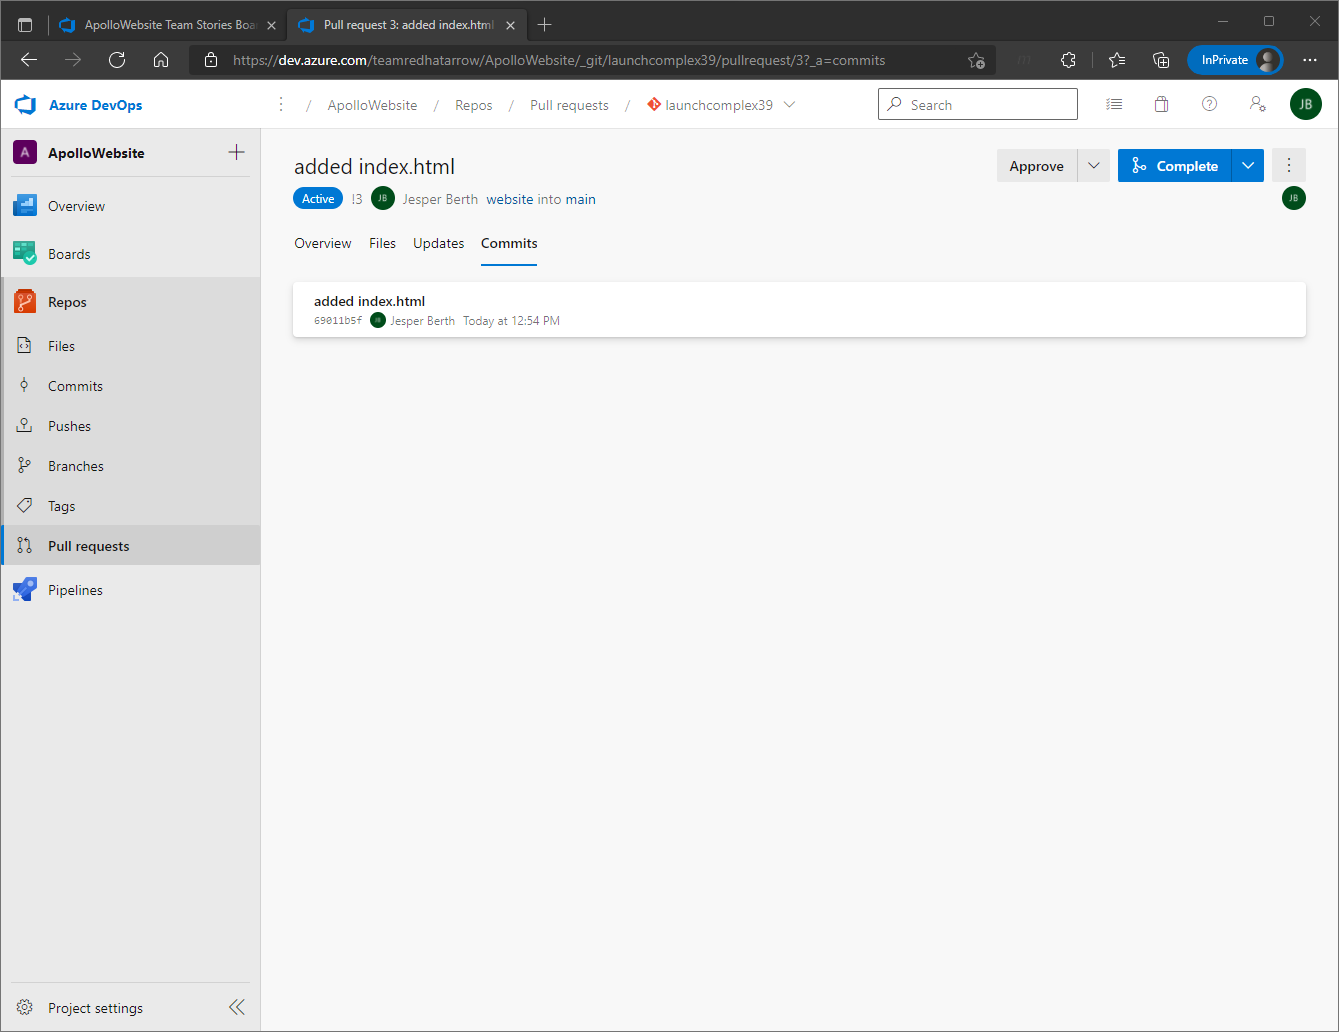 ApolloWebsite Team Stories Boa
Pull request 3: added index.html
https://dev.azure.com/teamredhatarrow/ApolloWebsite/_git/launchcomplex39/pullrequest/3?_a=commits
InPrivate
Azure DevOps
/ ApolloWebsite / Repos / Pull requests / launchcomplex39
Search
JB
A ApolloWebsite
Overview
Boards
Repos
Files
Commits
Pushes
Branches
Tags
Pull requests
Pipelines
Project settings
added index.html
Approve
Complete
Active !3 JB Jesper Berth website into main
JB
Overview Files Updates Commits
added index.html
69011b5f JB Jesper Berth Today at 12:54 PM